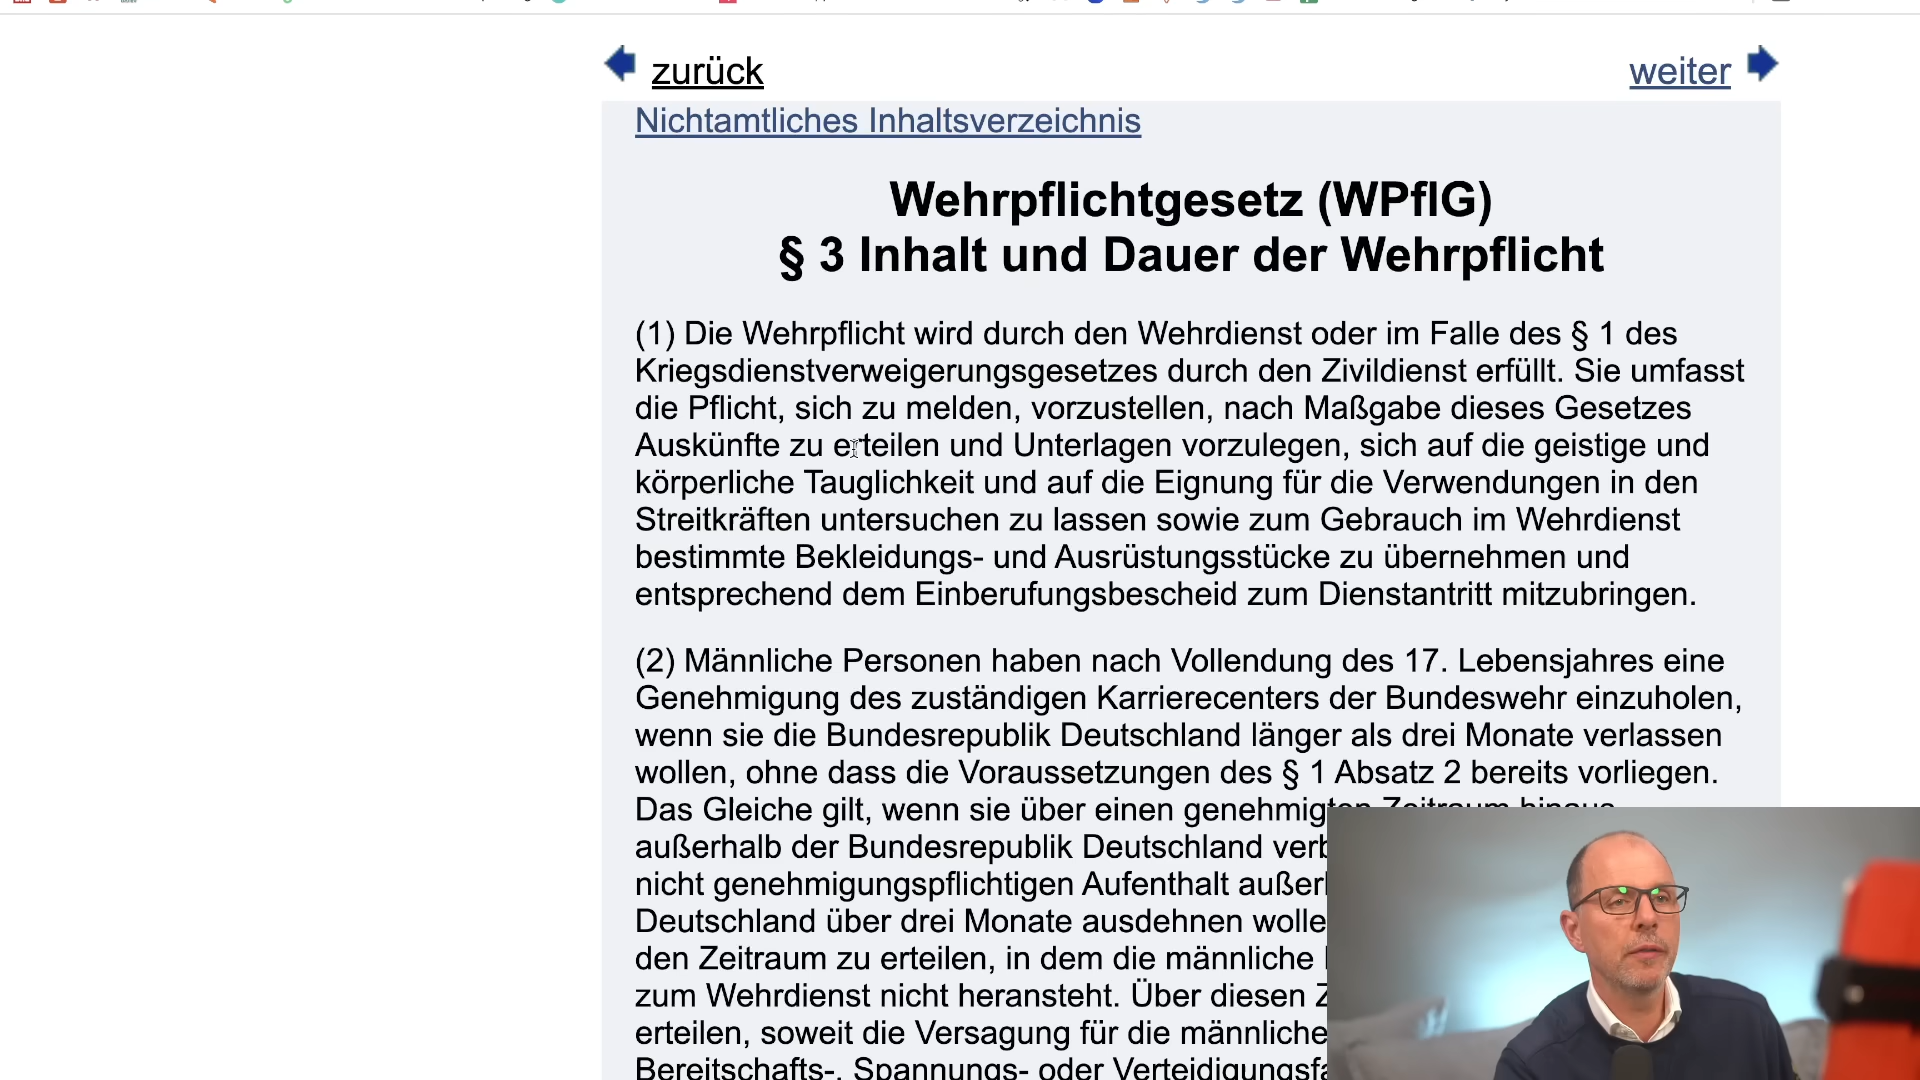 zurück
weiter
Nichtamtliches Inhaltsverzeichnis
Wehrpflichtgesetz (WPflG)
§ 3 Inhalt und Dauer der Wehrpflicht
(1) Die Wehrpflicht wird durch den Wehrdienst oder im Falle des § 1 des
Kriegsdienstverweigerungsgesetzes durch den Zivildienst erfüllt. Sie umfasst
die Pflicht, sich zu melden, vorzustellen, nach Maßgabe dieses Gesetzes
Auskünfte zu erteilen und Unterlagen vorzulegen, sich auf die geistige und
körperliche Tauglichkeit und auf die Eignung für die Verwendungen in den
Streitkräften untersuchen zu lassen sowie zum Gebrauch im Wehrdienst
bestimmte Bekleidungs- und Ausrüstungsstücke zu übernehmen und
entsprechend dem Einberufungsbescheid zum Dienstantritt mitzubringen.
(2) Männliche Personen haben nach Vollendung des 17. Lebensjahres eine
Genehmigung des zuständigen Karrierecenters der Bundeswehr einzuholen,
wenn sie die Bundesrepublik Deutschland länger als drei Monate verlassen
wollen, ohne dass die Voraussetzungen des § 1 Absatz 2 bereits vorliegen.
Das Gleiche gilt, wenn sie über einen genehmigten Zeitraum hinaus
außerhalb der Bundesrepublik Deutschland
nicht genehmigungspflichtigen Aufenthalt
Deutschland über drei Monate ausdehnen
den Zeitraum zu erteilen, in dem die männliche
zum Wehrdienst nicht heransteht. Über diesen
erteilen, soweit die Versagung für die männliche
Bereitschafts-, Spannungs- oder